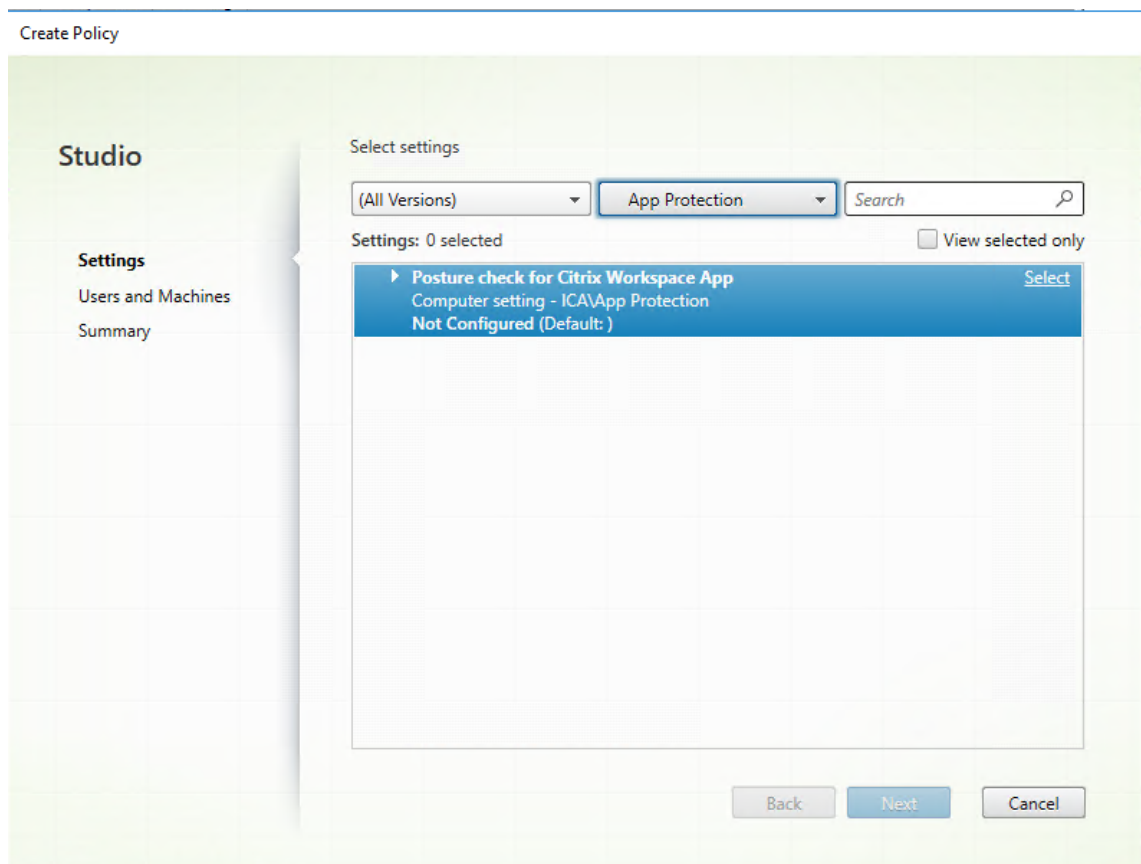 Create Policy
Studio
Settings
Users and Machines
Summary
Select settings
(All Versions) App Protection Search
Settings: 0 selected View selected only
Posture check for Citrix Workspace App Select
Computer setting - ICA\App Protection
Not Configured (Default: )
Back Next Cancel